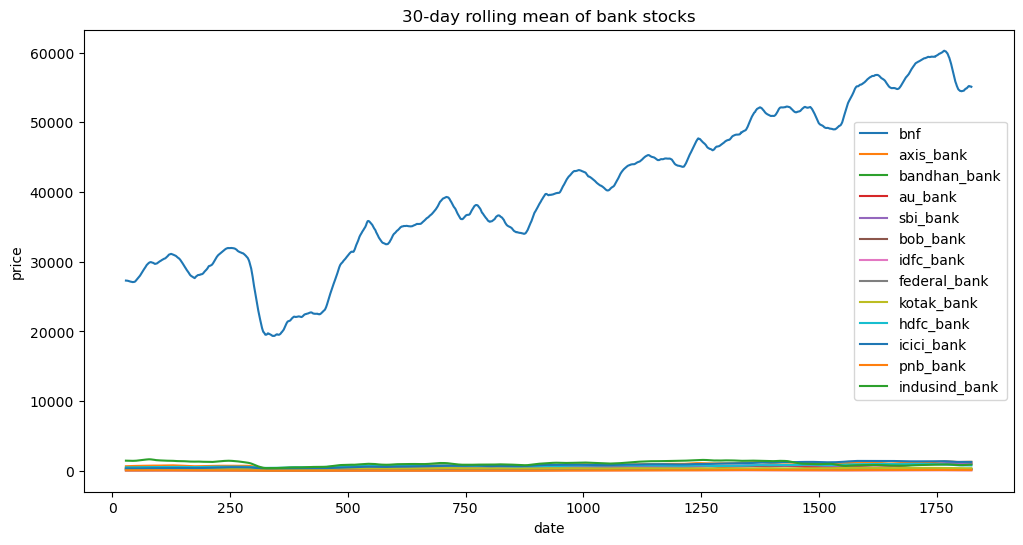 30-day rolling mean of bank stocks
60000
50000
40000
30000
20000
10000
0
price
bnf
axis_bank
bandhan_bank
au_bank
sbi_bank
bob_bank
idfc_bank
federal_bank
kotak_bank
hdfc_bank
icici_bank
pnb_bank
indusind_bank
0 250 500 750 1000 1250 1500 1750
date